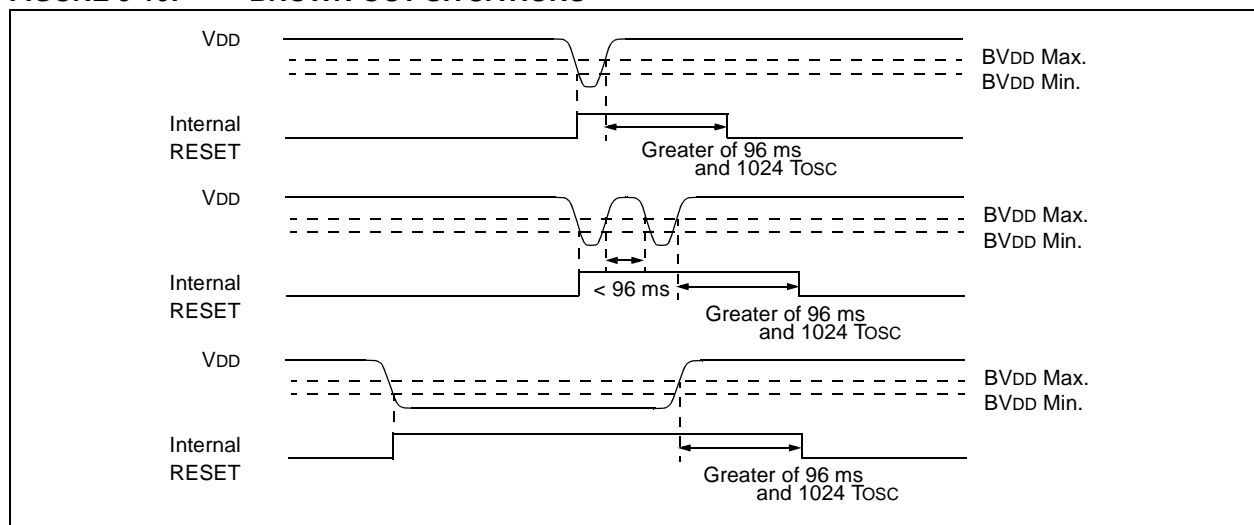 VDD
BVDD Max.
BVDD Min.
Internal
RESET
Greater of 96 ms
and 1024 TOSC
VDD
BVDD Max.
BVDD Min.
Internal
RESET
< 96 ms
Greater of 96 ms
and 1024 TOSC
VDD
BVDD Max.
BVDD Min.
Internal
RESET
Greater of 96 ms
and 1024 TOSC